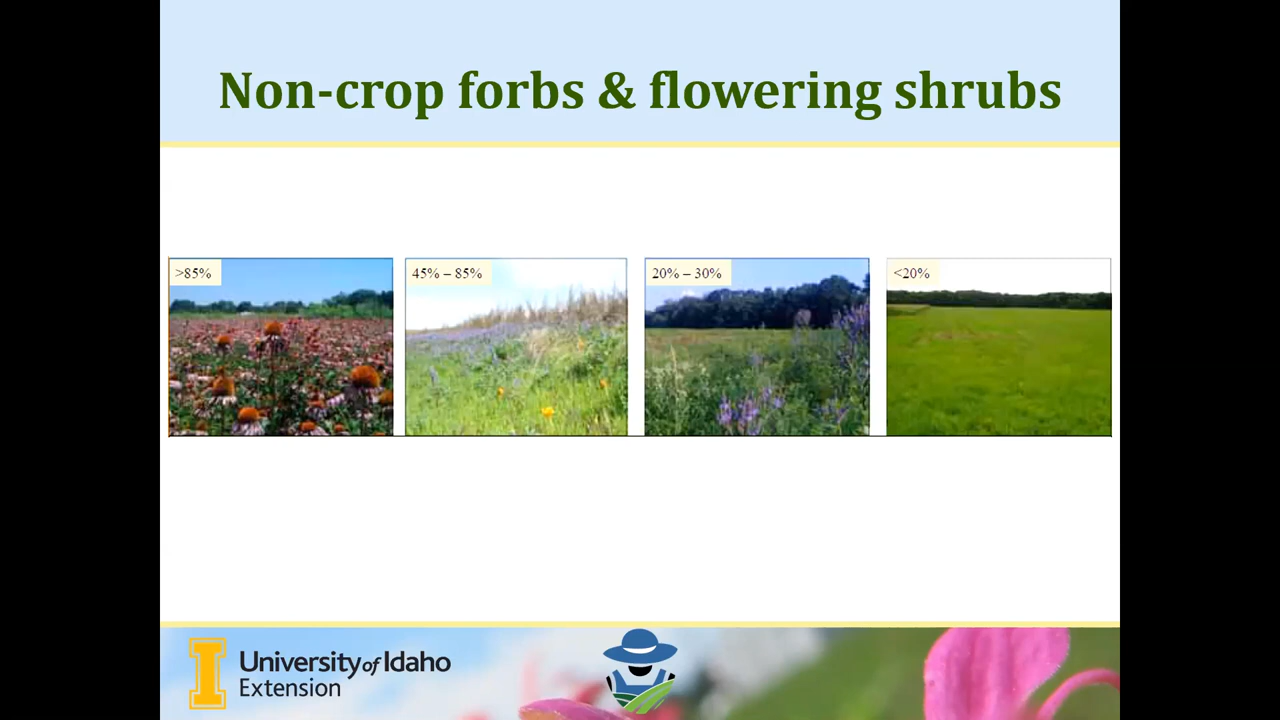 Non-crop forbs & flowering shrubs
>85%
45% – 85%
20% – 30%
<20%
University of Idaho
Extension